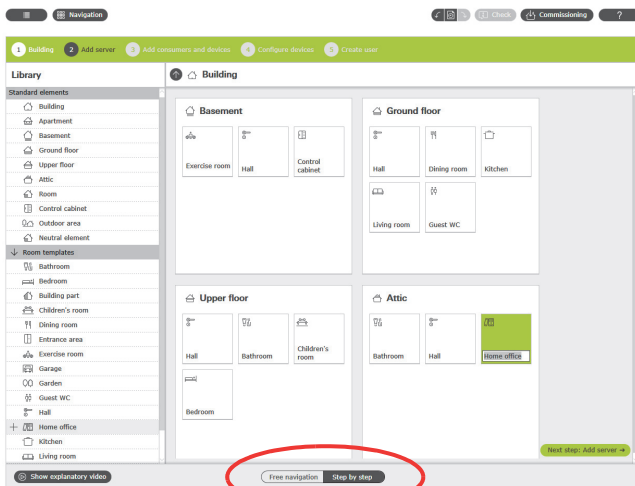 Navigation
Check
Commissioning
?
1 Building
2 Add server
3 Add consumers and devices
4 Configure devices
5 Create user
Library
Building
Standard elements
Building
Apartment
Basement
Ground floor
Upper floor
Attic
Room
Control cabinet
Outdoor area
Neutral element
Room templates
Bathroom
Bedroom
Building part
Children's room
Dining room
Entrance area
Exercise room
Garage
Garden
Guest WC
Hall
Home office
Kitchen
Living room
Basement
Exercise room
Hall
Control
cabinet
Ground floor
Hall
Dining room
Kitchen
Living room
Guest WC
Upper floor
Hall
Bathroom
Children's
room
Bedroom
Attic
Bathroom
Hall
Home office
Next step: Add server →
Show explanatory video
Free navigation
Step by step